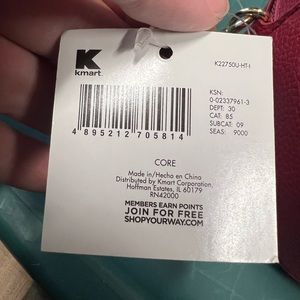 K22750U-HT-I
K
kmart.
KSN:
0-02337961-3
DEPT: 30
CAT: 85
SUBCAT: 09
SEAS: 9000
4 895212 705814
CORE
Made in/Hecho en China
Distributed by Kmart Corporation,
Hoffman Estates, IL 60179
RN42000
MEMBERS EARN POINTS
JOIN FOR FREE
SHOPYOURWAY.COM